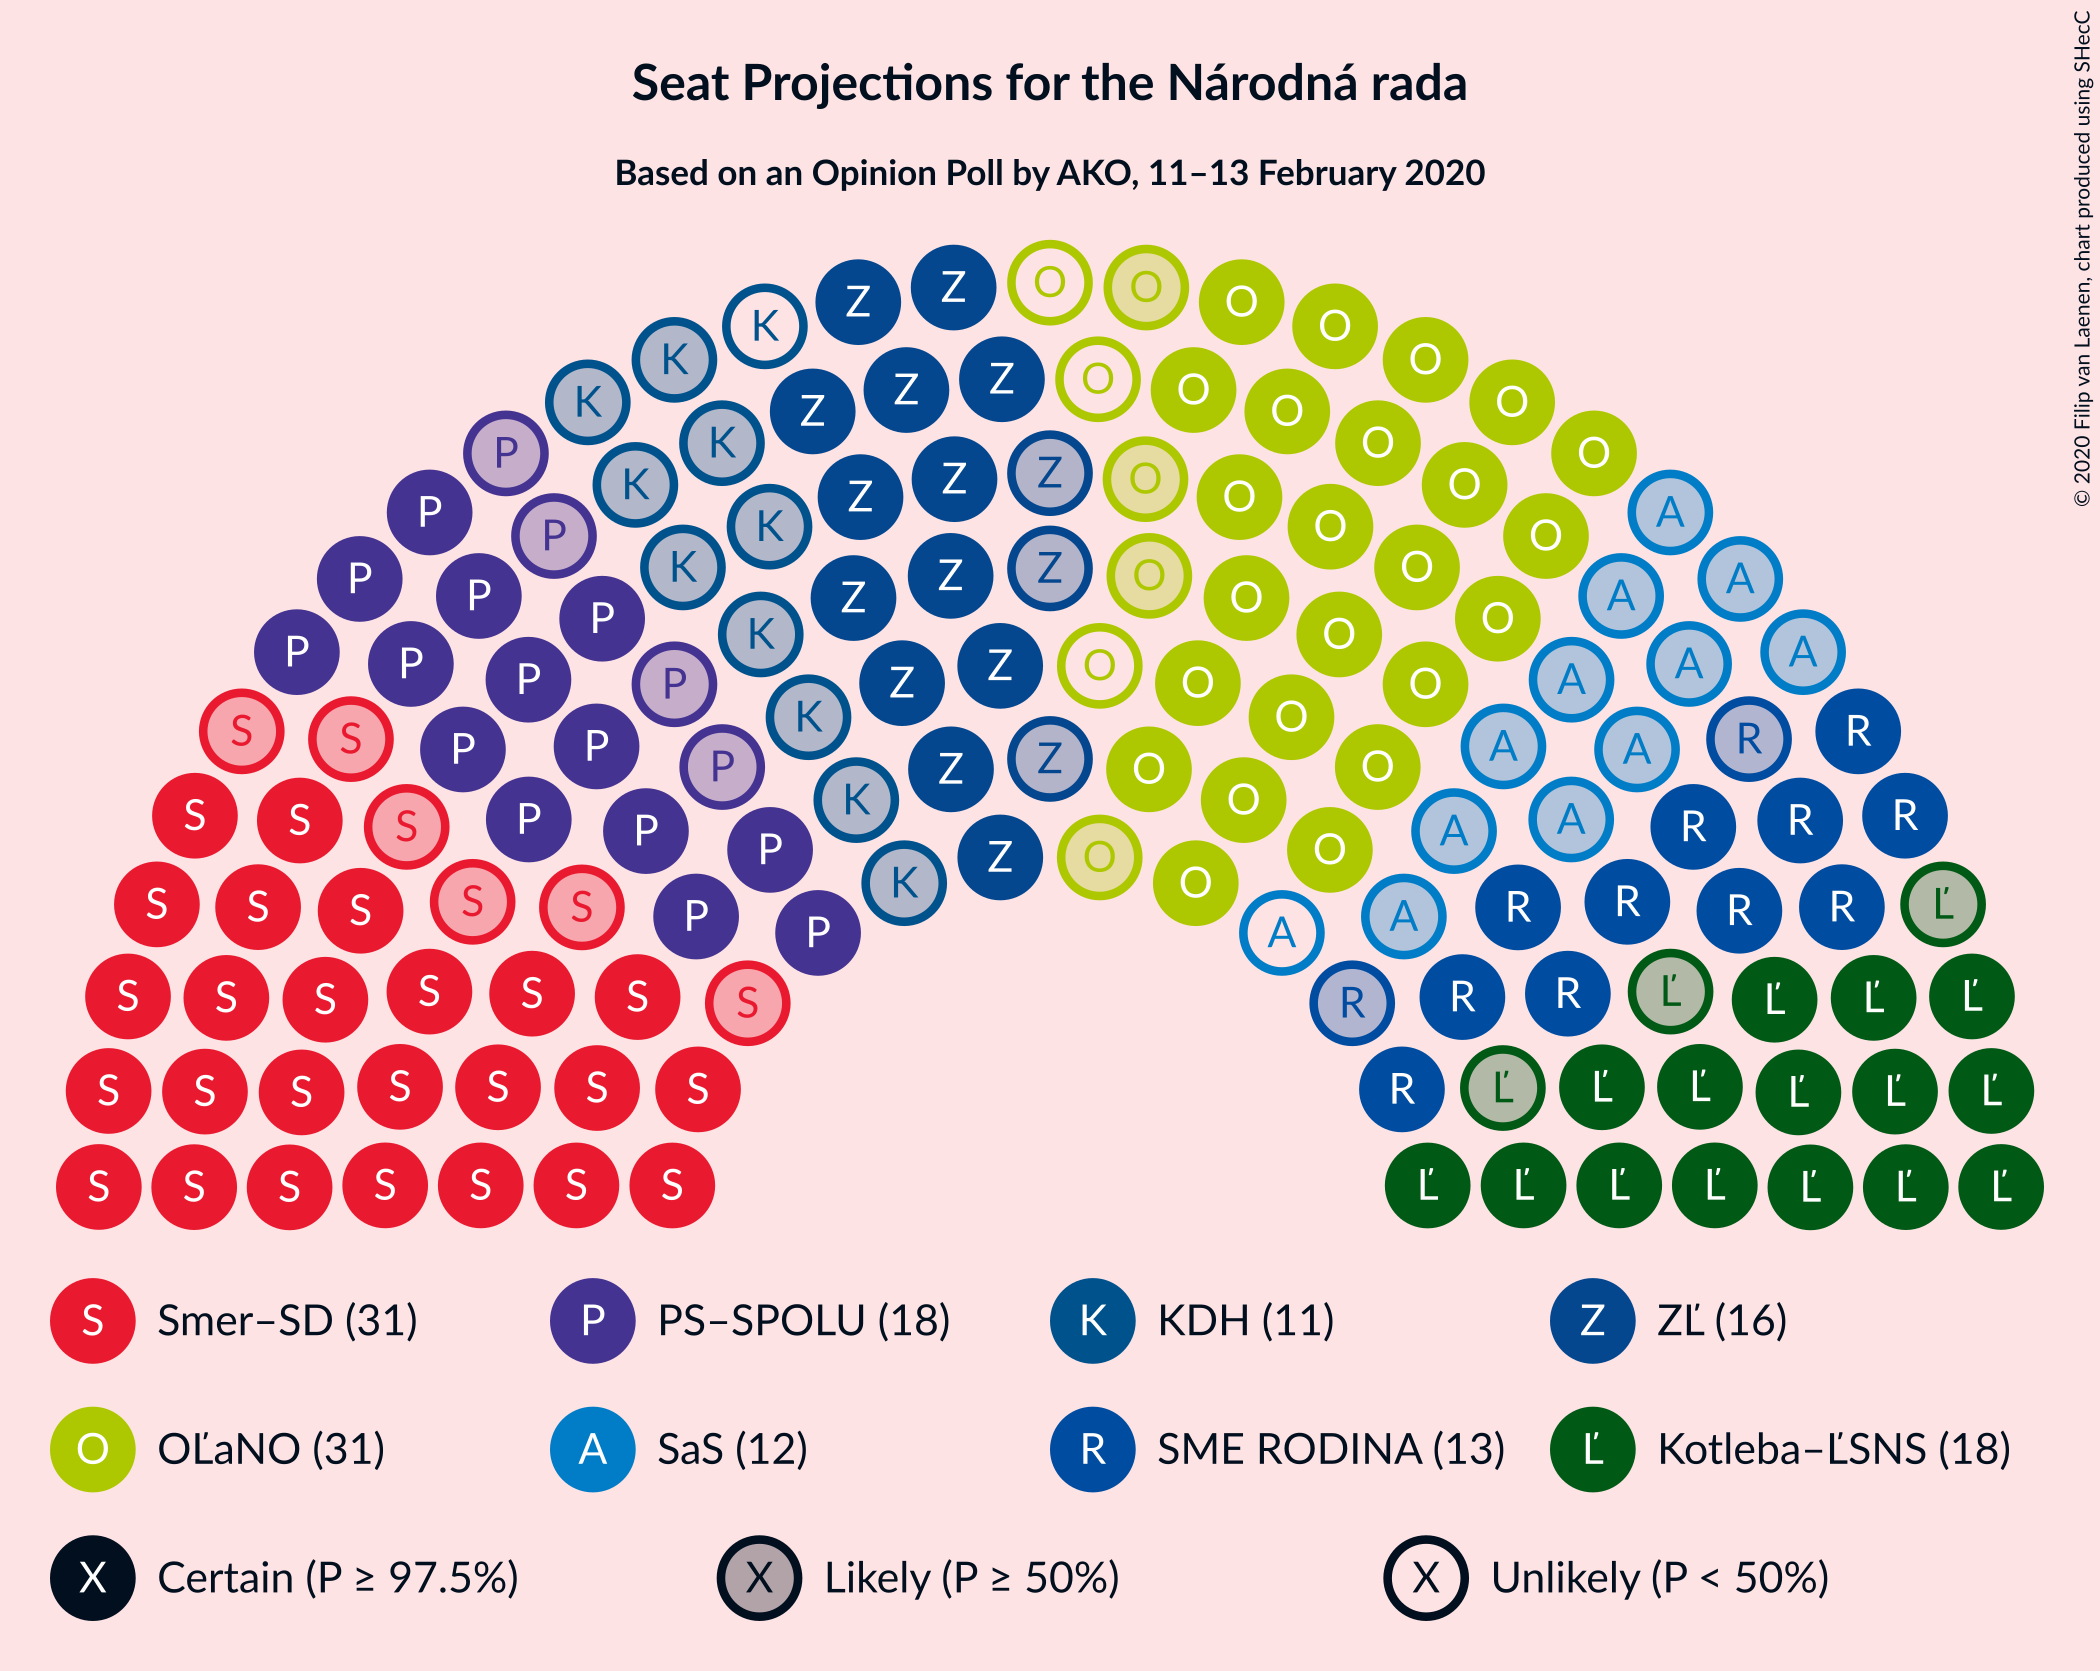 Seat Projections for the Národná rada
Based on an Opinion Poll by AKO, 11–13 February 2020
© 2020 Filip van Laenen, chart produced using SHecC
K Z Z O O O O
K K Z Z Z O O O O O
P K K Z Z Z O O O O O O
P P K K Z Z Z O O O O O A
P P P K K Z Z O O O O O A A
P P P P K Z Z O O O O A A A
S S P P P K Z O O O A A R R
S S S P P P K Z O O O A A R R R
S S S S S P P K O A A R R R R Ľ
S S S S S S S R R R Ľ Ľ Ľ Ľ
S S S S S S S R Ľ Ľ Ľ Ľ Ľ Ľ
S S S S S S S Ľ Ľ Ľ Ľ Ľ Ľ Ľ
S Smer–SD (31) P PS–SPOLU (18) K KDH (11) Z ZĽ (16)
O OĽaNO (31) A SaS (12) R SME RODINA (13) Ľ Kotleba–ĽSNS (18)
X Certain (P ≥ 97.5%) X Likely (P ≥ 50%) X Unlikely (P < 50%)